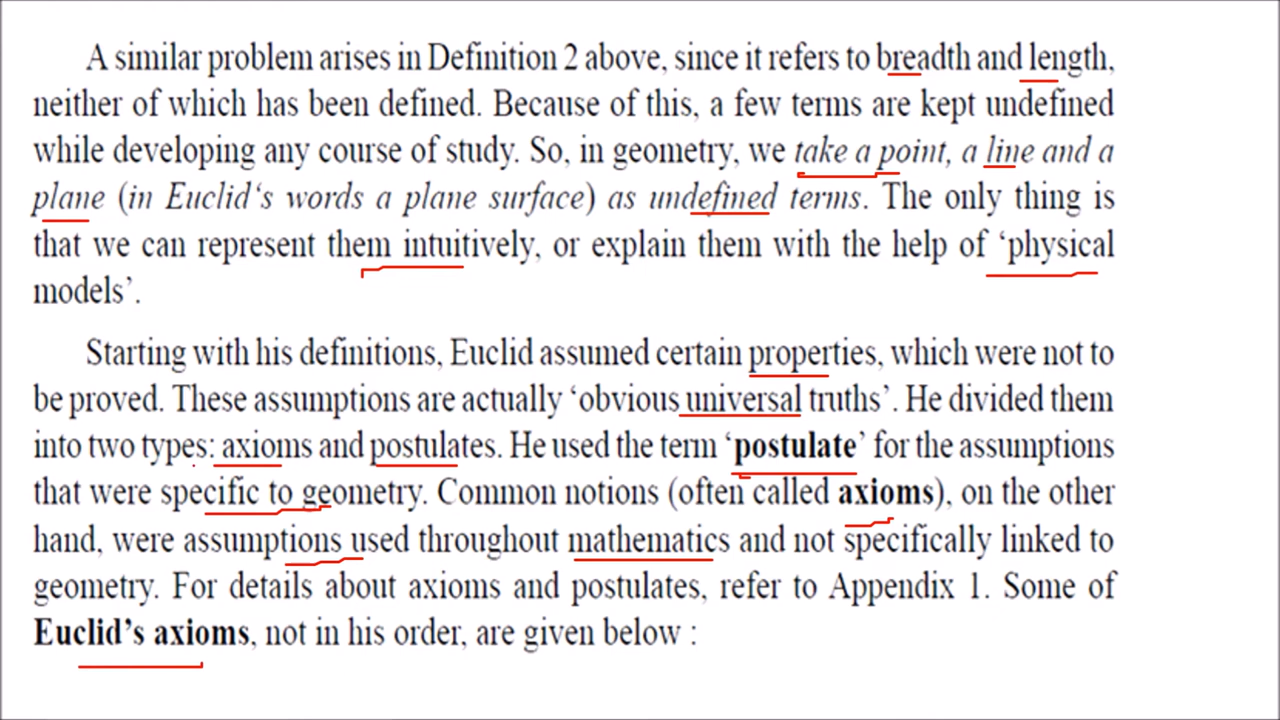 A similar problem arises in Definition 2 above, since it refers to breadth and length,
neither of which has been defined. Because of this, a few terms are kept undefined
while developing any course of study. So, in geometry, we take a point, a line and a
plane (in Euclid‘s words a plane surface) as undefined terms. The only thing is
that we can represent them intuitively, or explain them with the help of ‘physical
models’.
Starting with his definitions, Euclid assumed certain properties, which were not to
be proved. These assumptions are actually ‘obvious universal truths’. He divided them
into two types: axioms and postulates. He used the term ‘postulate’ for the assumptions
that were specific to geometry. Common notions (often called axioms), on the other
hand, were assumptions used throughout mathematics and not specifically linked to
geometry. For details about axioms and postulates, refer to Appendix 1. Some of
Euclid’s axioms, not in his order, are given below :